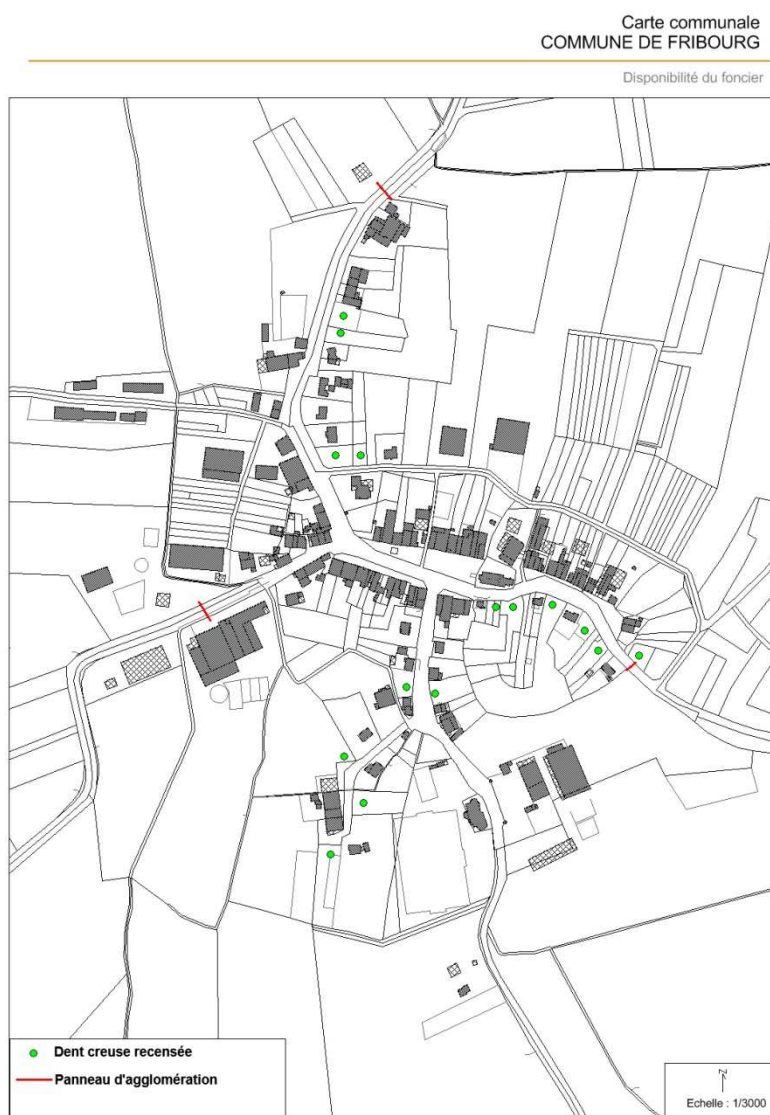 Carte communale
COMMUNE DE FRIBOURG
Disponibilité du foncier
Dent creuse recensée
Panneau d'agglomération
N
Echelle : 1/3000